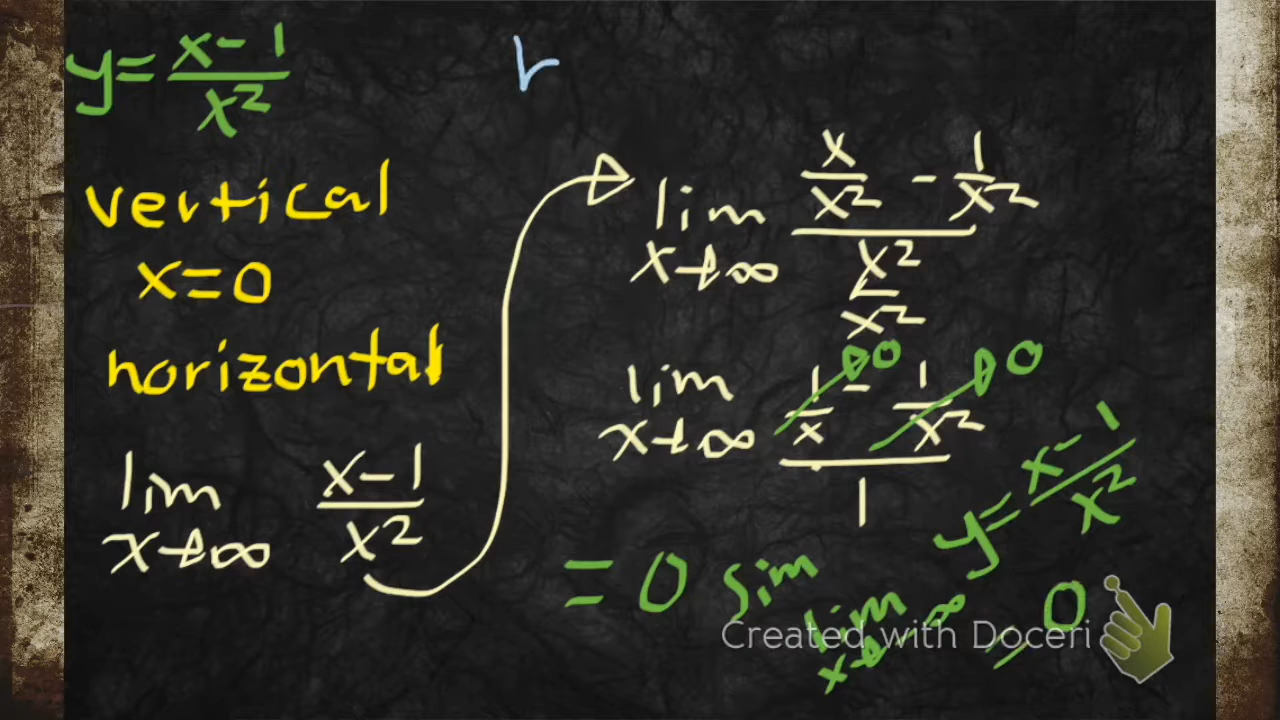 y = x-1 / x²
vertical
x=0
horizontal
lim x→∞ x-1 / x²
lim x→∞ (x/x² - 1/x²) / (x²/x²)
lim x→∞ (1/x →0 - 1/x² →0) / 1
= 0 sim
y = x-1 / x²
lim x→-∞ = 0
Created with Doceri